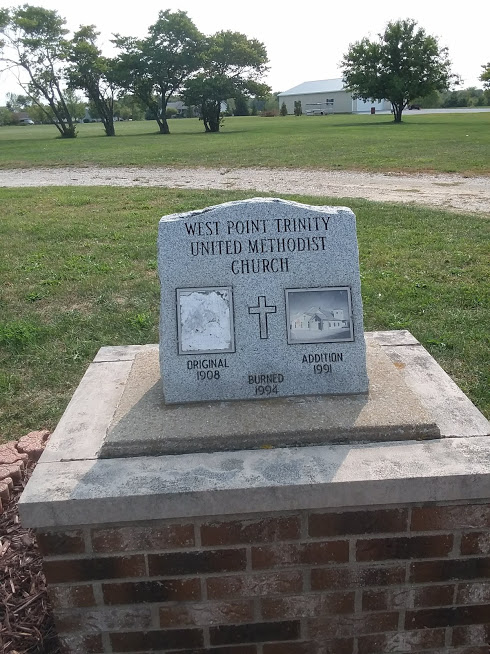 WEST POINT TRINITY
UNITED METHODIST
CHURCH
ORIGINAL
1908
ADDITION
1991
BURNED
1994